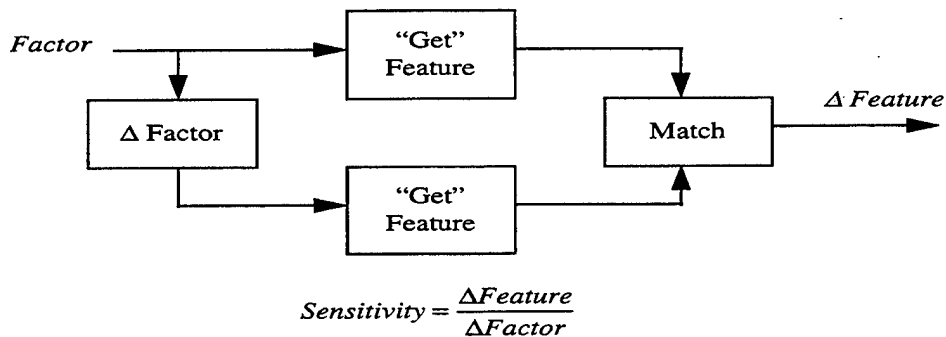 Factor
“Get”
Feature
Δ Factor
Match
Δ Feature
“Get”
Feature
Sensitivity = ΔFeature
ΔFactor